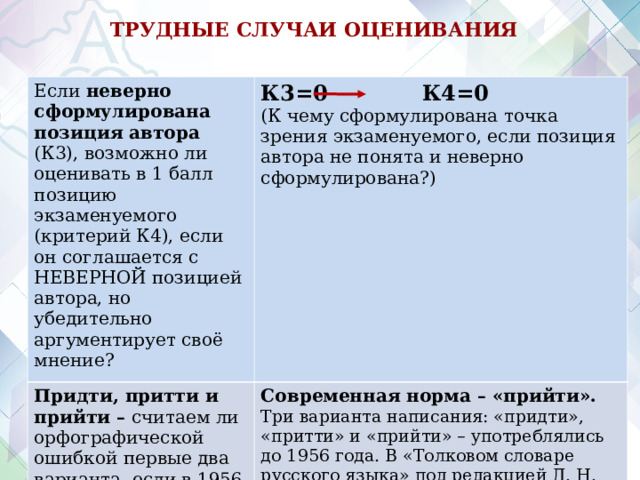 ТРУДНЫЕ СЛУЧАИ ОЦЕНИВАНИЯ
Если неверно
сформулирована
позиция автора
(К3), возможно ли
оценивать в 1 балл
позицию
экзаменуемого
(критерий К4), если
он соглашается с
НЕВЕРНОЙ позицией
автора, но
убедительно
аргументирует своё
мнение?
К3=0 К4=0
(К чему сформулирована точка
зрения экзаменуемого, если позиция
автора не понята и неверно
сформулирована?)
Придти, притти и
прийти – считаем ли
орфографической
ошибкой первые два
варианта, если в 1956
Современная норма – «прийти».
Три варианта написания: «придти»,
«притти» и «прийти» – употреблялись
до 1956 года. В «Толковом словаре
русского языка» под редакцией Д. Н.